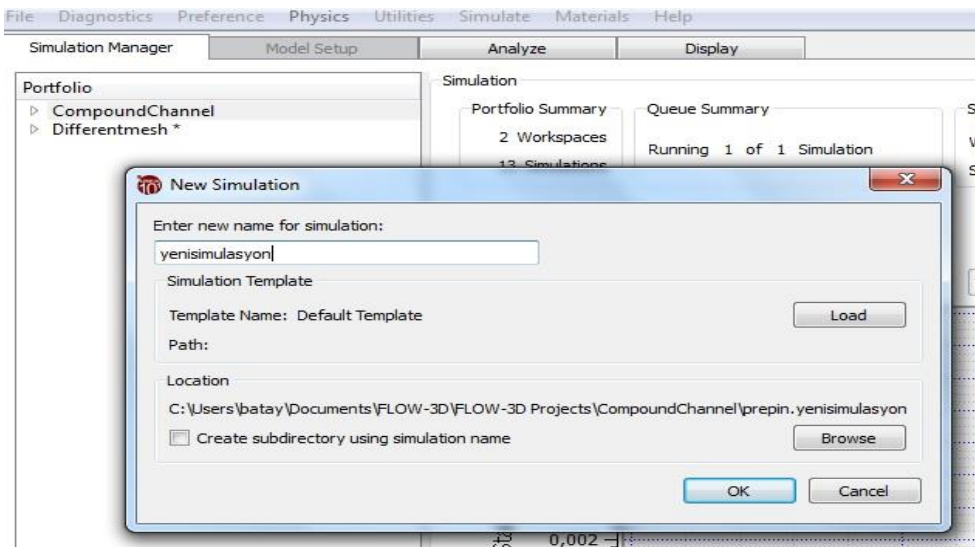 File Diagnostics Preference Physics Utilities Simulate Materials Help
Simulation Manager Model Setup Analyze Display
Portfolio
CompoundChannel
Differentmesh *
Simulation
Portfolio Summary
2 Workspaces
13 Simulations
Queue Summary
Running 1 of 1 Simulation
New Simulation
Enter new name for simulation:
yenisimulasyon
Simulation Template
Template Name: Default Template
Load
Path:
Location
C:\Users\batay\Documents\FLOW-3D\FLOW-3D Projects\CompoundChannel\prepin.yenisimulasyon
Create subdirectory using simulation name
Browse
OK Cancel
0,002